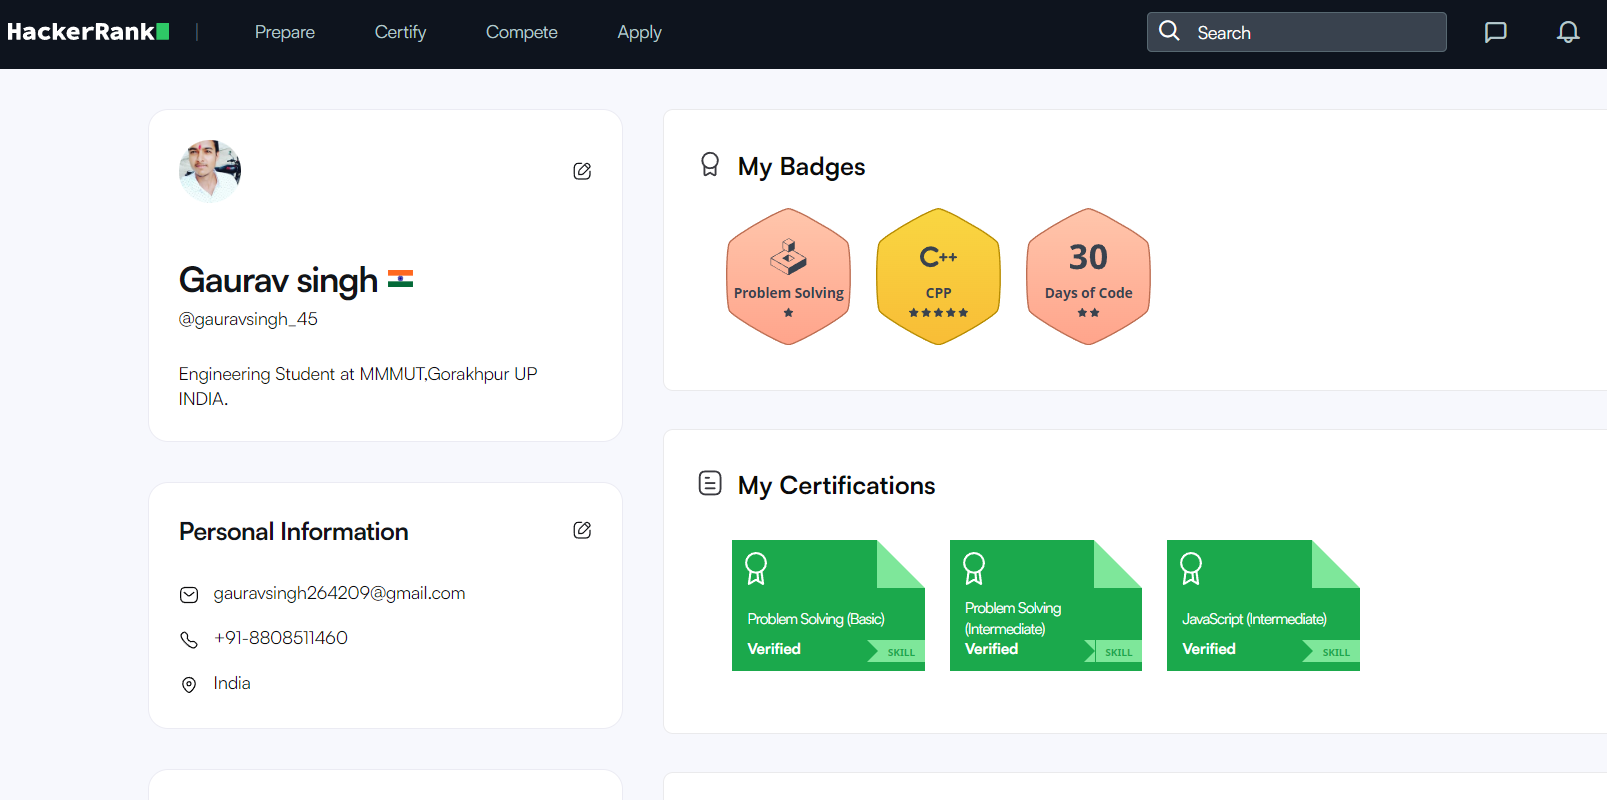 HackerRank
Prepare
Certify
Compete
Apply
Search
Gaurav singh
@gauravsingh_45
Engineering Student at MMMUT,Gorakhpur UP
INDIA.
Personal Information
gauravsingh264209@gmail.com
+91-8808511460
India
My Badges
Problem Solving
C++
CPP
30
Days of Code
My Certifications
Problem Solving (Basic)
Verified
SKILL
Problem Solving
(Intermediate)
Verified
SKILL
JavaScript (Intermediate)
Verified
SKILL